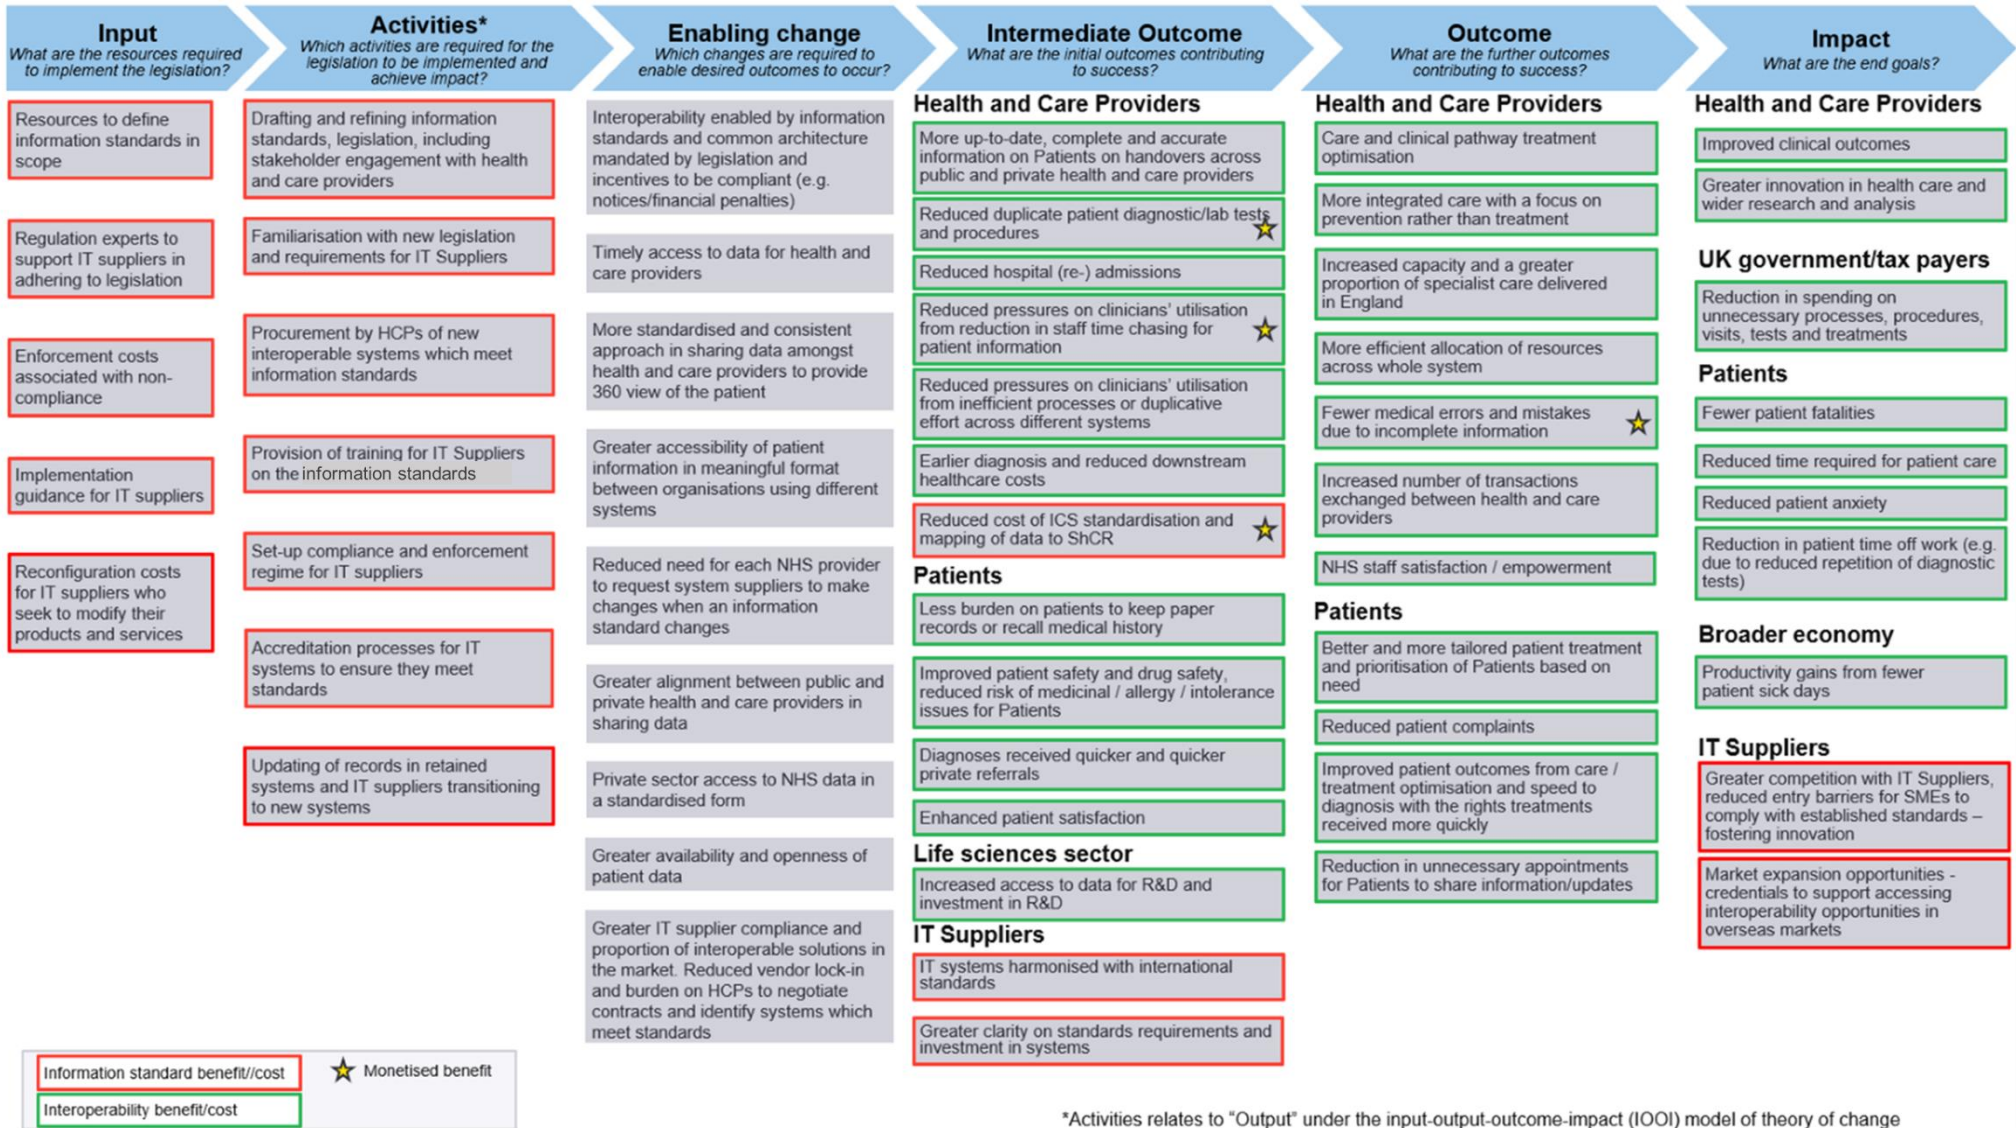 Input
What are the resources required
to implement the legislation?
Activities*
Which activities are required for the
legislation to be implemented and
achieve impact?
Enabling change
Which changes are required to
enable desired outcomes to occur?
Intermediate Outcome
What are the initial outcomes contributing
to success?
Outcome
What are the further outcomes
contributing to success?
Impact
What are the end goals?
Resources to define
information standards in
scope
Regulation experts to
support IT suppliers in
adhering to legislation
Enforcement costs
associated with non-
compliance
Implementation
guidance for IT suppliers
Reconfiguration costs
for IT suppliers who
seek to modify their
products and services
Drafting and refining information
standards, legislation, including
stakeholder engagement with health
and care providers
Familiarisation with new legislation
and requirements for IT Suppliers
Procurement by HCPs of new
interoperable systems which meet
information standards
Provision of training for IT Suppliers
on the information standards
Set-up compliance and enforcement
regime for IT suppliers
Accreditation processes for IT
systems to ensure they meet
standards
Updating of records in retained
systems and IT suppliers transitioning
to new systems
Interoperability enabled by information
standards and common architecture
mandated by legislation and
incentives to be compliant (e.g.
notices/financial penalties)
Timely access to data for health and
care providers
More standardised and consistent
approach in sharing data amongst
health and care providers to provide
360 view of the patient
Greater accessibility of patient
information in meaningful format
between organisations using different
systems
Reduced need for each NHS provider
to request system suppliers to make
changes when an information
standard changes
Greater alignment between public and
private health and care providers in
sharing data
Private sector access to NHS data in
a standardised form
Greater availability and openness of
patient data
Greater IT supplier compliance and
proportion of interoperable solutions in
the market. Reduced vendor lock-in
and burden on HCPs to negotiate
contracts and identify systems which
meet standards
Health and Care Providers
More up-to-date, complete and accurate
information on Patients on handovers across
public and private health and care providers
Reduced duplicate patient diagnostic/lab tests
and procedures
Reduced hospital (re-) admissions
Reduced pressures on clinicians' utilisation
from reduction in staff time chasing for
patient information
Reduced pressures on clinicians' utilisation
from inefficient processes or duplicative
effort across different systems
Earlier diagnosis and reduced downstream
healthcare costs
Reduced cost of ICS standardisation and
mapping of data to ShCR
Patients
Less burden on patients to keep paper
records or recall medical history
Improved patient safety and drug safety,
reduced risk of medicinal / allergy / intolerance
issues for Patients
Diagnoses received quicker and quicker
private referrals
Enhanced patient satisfaction
Life sciences sector
Increased access to data for R&D and
investment in R&D
IT Suppliers
IT systems harmonised with international
standards
Greater clarity on standards requirements and
investment in systems
Health and Care Providers
Care and clinical pathway treatment
optimisation
More integrated care with a focus on
prevention rather than treatment
Increased capacity and a greater
proportion of specialist care delivered
in England
More efficient allocation of resources
across whole system
Fewer medical errors and mistakes
due to incomplete information
Increased number of transactions
exchanged between health and care
providers
NHS staff satisfaction / empowerment
Patients
Better and more tailored patient treatment
and prioritisation of Patients based on
need
Reduced patient complaints
Improved patient outcomes from care /
treatment optimisation and speed to
diagnosis with the rights treatments
received more quickly
Reduction in unnecessary appointments
for Patients to share information/updates
Health and Care Providers
Improved clinical outcomes
Greater innovation in health care and
wider research and analysis
UK government/tax payers
Reduction in spending on
unnecessary processes, procedures,
visits, tests and treatments
Patients
Fewer patient fatalities
Reduced time required for patient care
Reduced patient anxiety
Reduction in patient time off work (e.g.
due to reduced repetition of diagnostic
tests)
Broader economy
Productivity gains from fewer
patient sick days
IT Suppliers
Greater competition with IT Suppliers,
reduced entry barriers for SMEs to
comply with established standards –
fostering innovation
Market expansion opportunities -
credentials to support accessing
interoperability opportunities in
overseas markets
Information standard benefit//cost
Monetised benefit
Interoperability benefit/cost
*Activities relates to "Output" under the input-output-outcome-impact (IOOI) model of theory of change